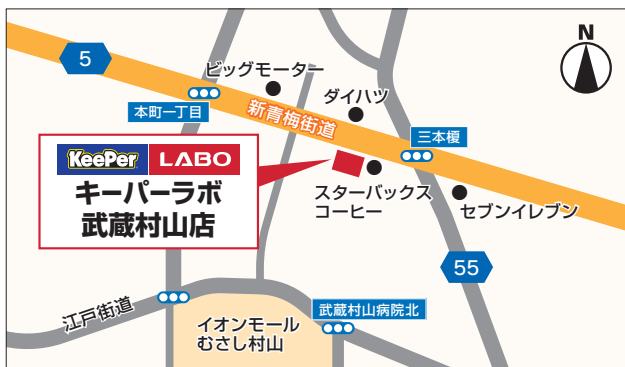 N
5
ビッグモーター
ダイハツ
本町一丁目
新青梅街道
三本榎
KeePer LABO
キーパーラボ
武蔵村山店
スターバックス
コーヒー
セブンイレブン
55
江戸街道
武蔵村山病院北
イオンモール
むさし村山